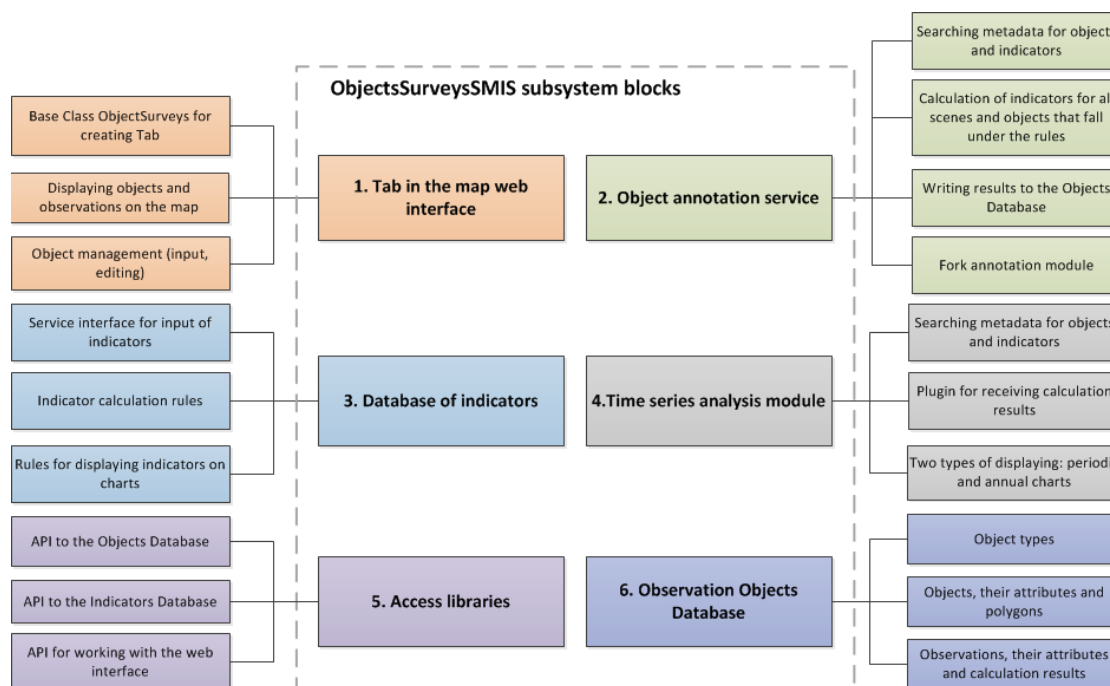 ObjectsSurveysSMIS subsystem blocks
Base Class ObjectSurveys for
creating Tab
Displaying objects and
observations on the map
Object management (input,
editing)
1. Tab in the map web
interface
2. Object annotation service
Searching metadata for object
and indicators
Calculation of indicators for al
scenes and objects that fall
under the rules
Writing results to the Objects
Database
Fork annotation module
Service interface for input of
indicators
Indicator calculation rules
Rules for displaying indicators on
charts
3. Database of indicators
4.Time series analysis module
Searching metadata for objects
and indicators
Plugin for receiving calculation
results
Two types of displaying: periodi
and annual charts
API to the Objects Database
API to the Indicators Database
API for working with the web
interface
5. Access libraries
6. Observation Objects
Database
Object types
Objects, their attributes and
polygons
Observations, their attributes
and calculation results